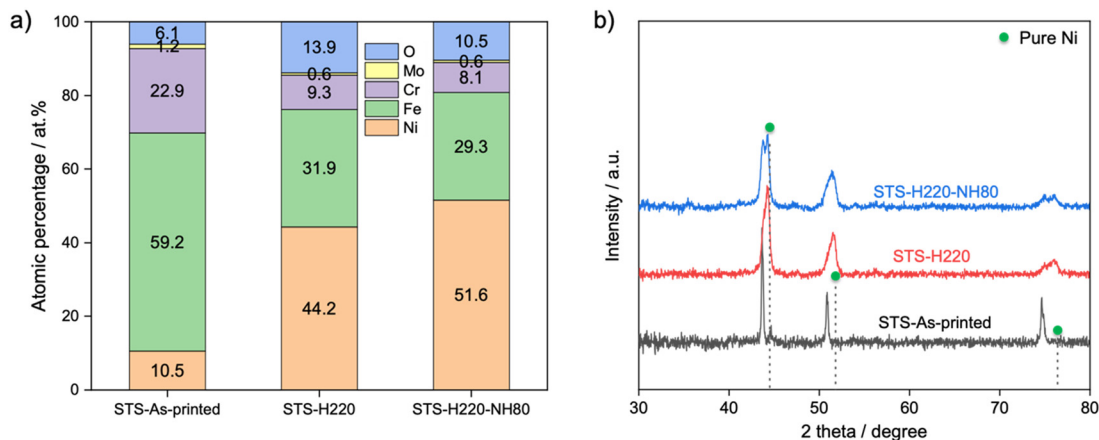 a)
Atomic percentage / at.%
100
80
60
40
20
0
6.1
1.2
22.9
59.2
10.5
13.9
0.6
9.3
31.9
44.2
10.5
0.6
8.1
29.3
51.6
O
Mo
Cr
Fe
Ni
STS-As-printed
STS-H220
STS-H220-NH80
b)
Pure Ni
Intensity / a.u.
STS-H220-NH80
STS-H220
STS-As-printed
30
40
50
60
70
80
2 theta / degree